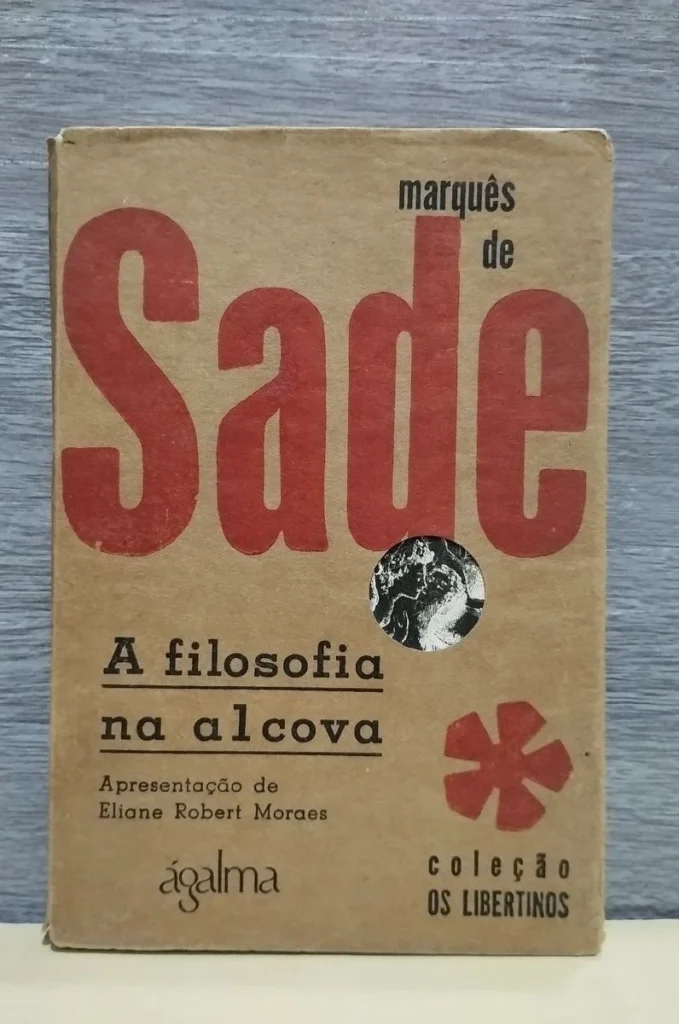 marquês
de
Sade
A filosofia
na alcova
Apresentação de
Eliane Robert Moraes
ágalma
coleção
OS LIBERTINOS